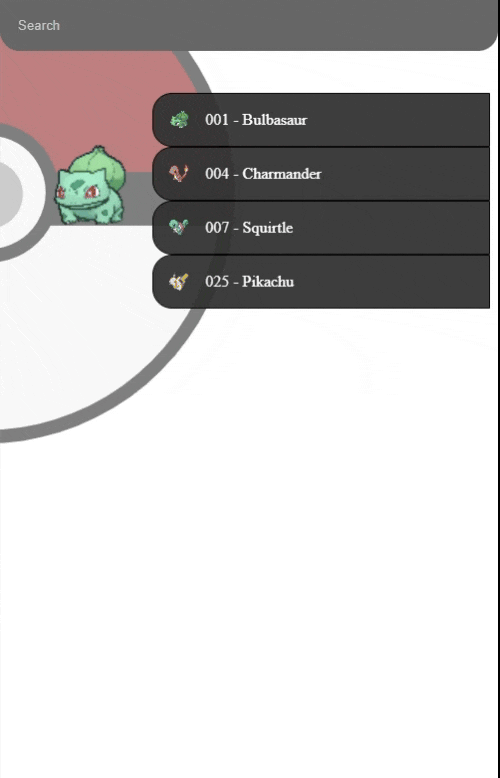 Search
001 - Bulbasaur
004 - Charmander
007 - Squirtle
025 - Pikachu